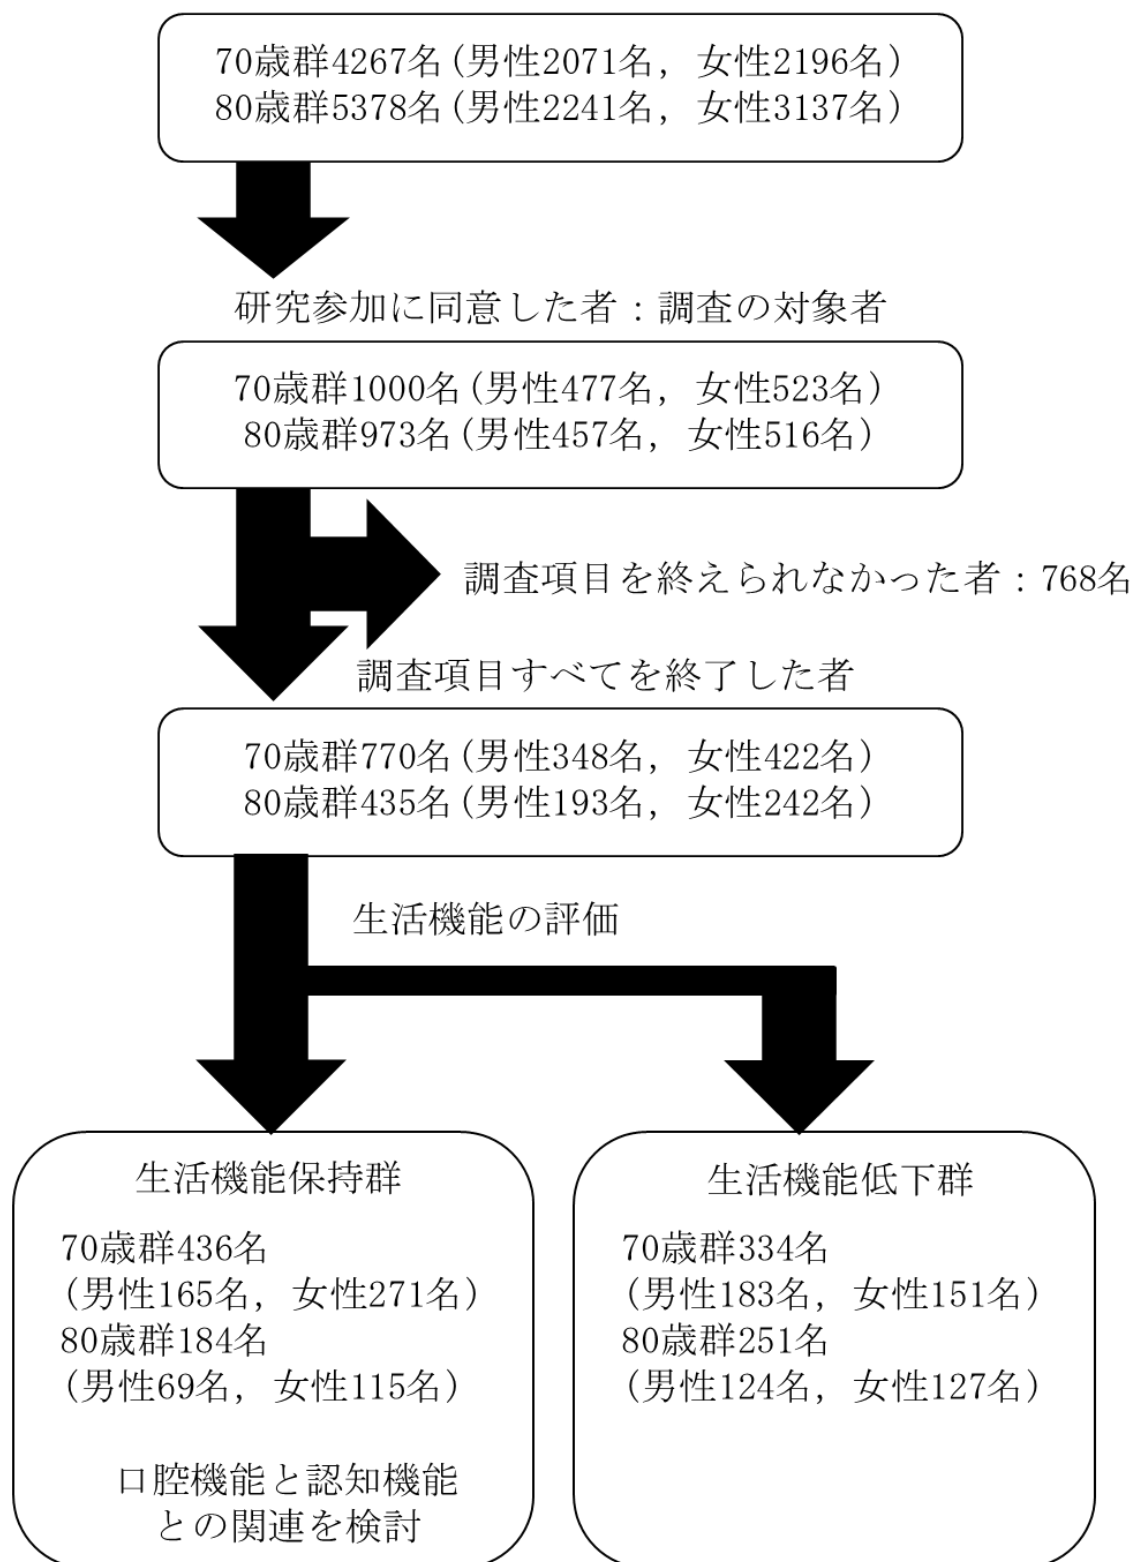 70歳群4267名(男性2071名, 女性2196名)
80歳群5378名(男性2241名, 女性3137名)
研究参加に同意した者:調査の対象者
70歳群1000名(男性477名, 女性523名)
80歳群973名(男性457名, 女性516名)
調査項目を終えられなかった者:768名
調査項目すべてを終了した者
70歳群770名(男性348名, 女性422名)
80歳群435名(男性193名, 女性242名)
生活機能の評価
生活機能保持群
70歳群436名
(男性165名, 女性271名)
80歳群184名
(男性69名, 女性115名)
口腔機能と認知機能
との関連を検討
生活機能低下群
70歳群334名
(男性183名, 女性151名)
80歳群251名
(男性124名, 女性127名)